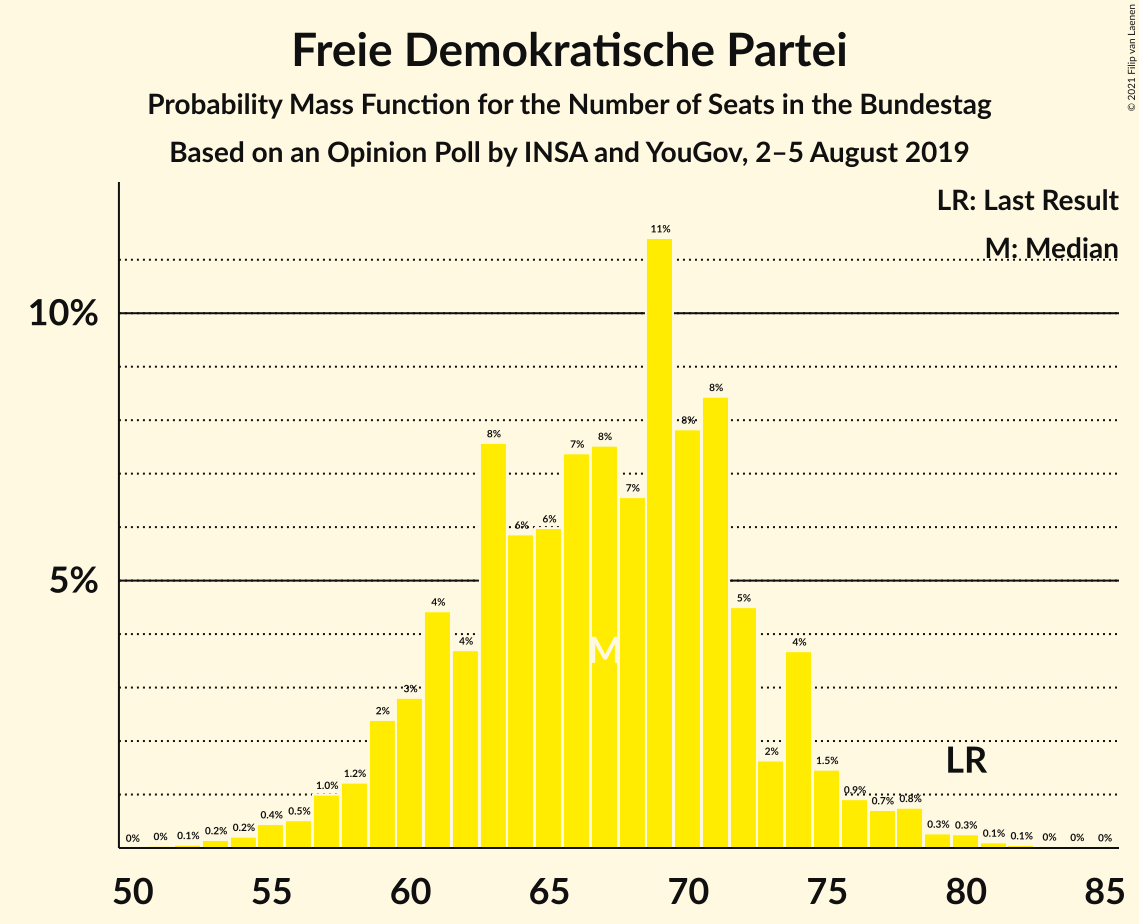 Freie Demokratische Partei
Probability Mass Function for the Number of Seats in the Bundestag
Based on an Opinion Poll by INSA and YouGov, 2–5 August 2019
© 2021 Filip van Laenen
LR: Last Result
M: Median
10%
5%
0% 0% 0.1% 0.2% 0.2% 0.4% 0.5% 1.0% 1.2% 2% 3% 4% 4% 8% 6% 6% 7% 8% 7% 11% 8% 8% 5% 2% 4% 1.5% 0.9% 0.7% 0.8% 0.3% 0.3% 0.1% 0.1% 0% 0% 0%
M
LR
50 55 60 65 70 75 80 85